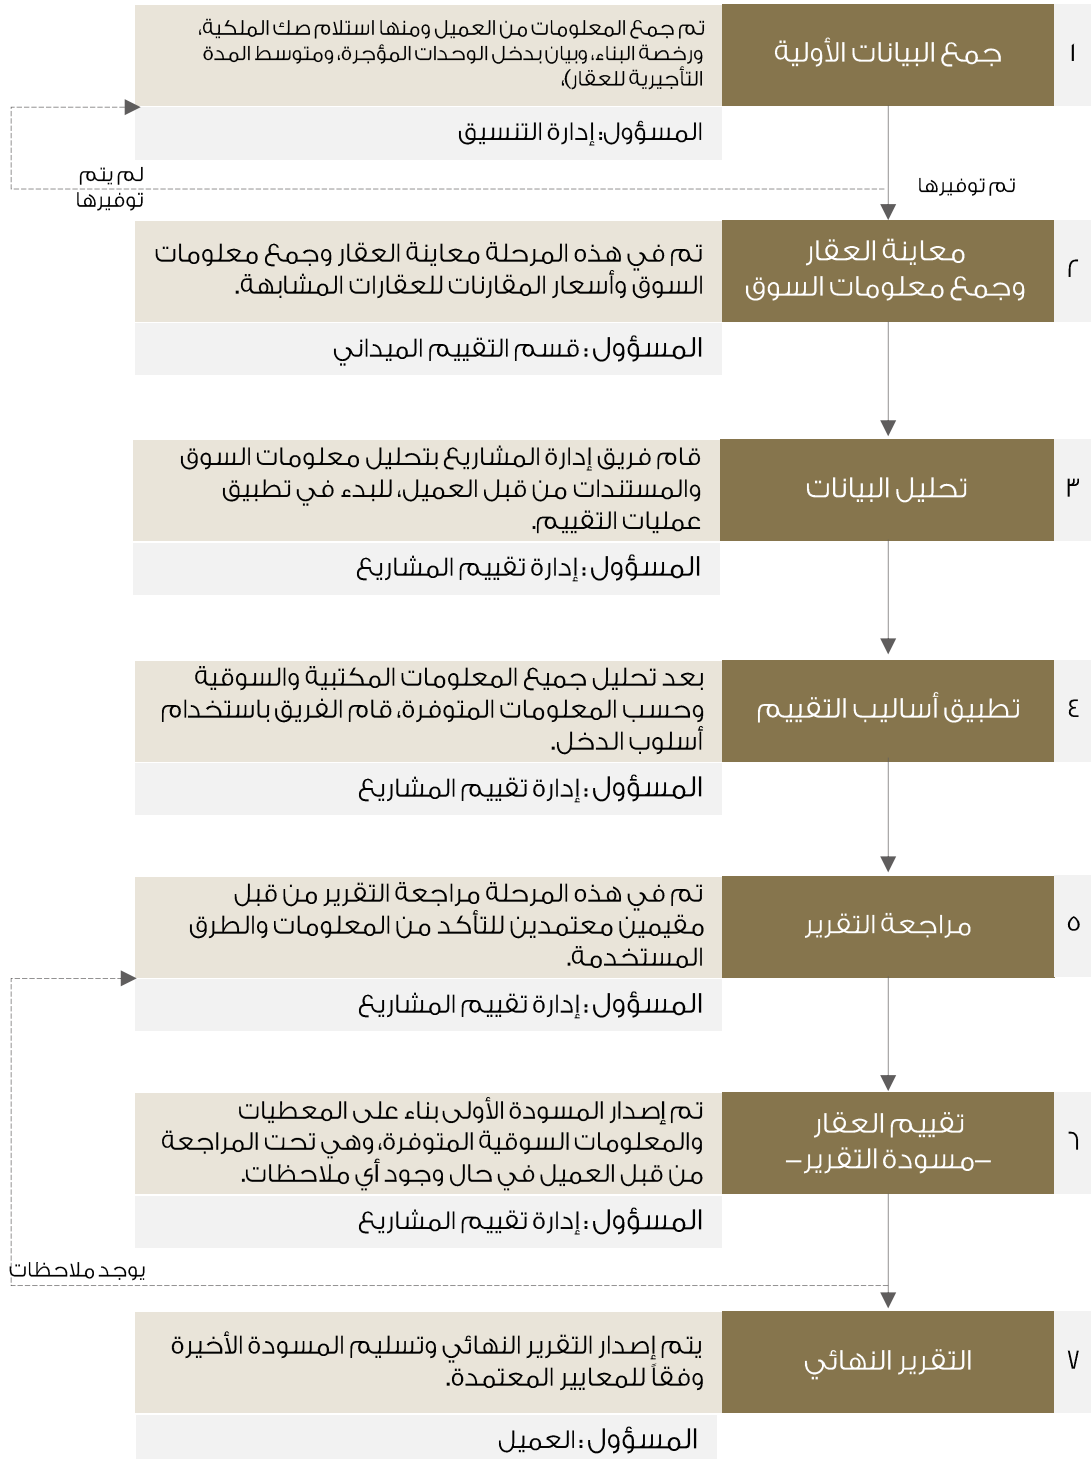 ١
جمع البيانات الأولية
تم جمع المعلومات من العميل ومنها استلام صك الملكية،
ورخصة البناء، وبيان بدخل الوحدات المؤجرة، ومتوسط المدة
التأجيرية للعقار)،
المسؤول: إدارة التنسيق
تم توفيرها
لم يتم
توفيرها
٢
معاينة العقار
وجمع معلومات السوق
تم في هذه المرحلة معاينة العقار وجمع معلومات
السوق وأسعار المقارنات للعقارات المشابهة.
المسؤول : قسم التقييم الميداني
٣
تحليل البيانات
قام فريق إدارة المشاريع بتحليل معلومات السوق
والمستندات من قبل العميل، للبدء في تطبيق
عمليات التقييم.
المسؤول : إدارة تقييم المشاريع
٤
تطبيق أساليب التقييم
بعد تحليل جميع المعلومات المكتبية والسوقية
وحسب المعلومات المتوفرة، قام الفريق باستخدام
أسلوب الدخل.
المسؤول : إدارة تقييم المشاريع
٥
مراجعة التقرير
تم في هذه المرحلة مراجعة التقرير من قبل
مقيمين معتمدين للتأكد من المعلومات والطرق
المستخدمة.
المسؤول : إدارة تقييم المشاريع
٦
تقييم العقار
–مسودة التقرير–
تم إصدار المسودة الأولى بناء على المعطيات
والمعلومات السوقية المتوفرة، وهي تحت المراجعة
من قبل العميل في حال وجود أي ملاحظات.
المسؤول : إدارة تقييم المشاريع
يوجد ملاحظات
٧
التقرير النهائي
يتم إصدار التقرير النهائي وتسليم المسودة الأخيرة
وفقاً للمعايير المعتمدة.
المسؤول : العميل